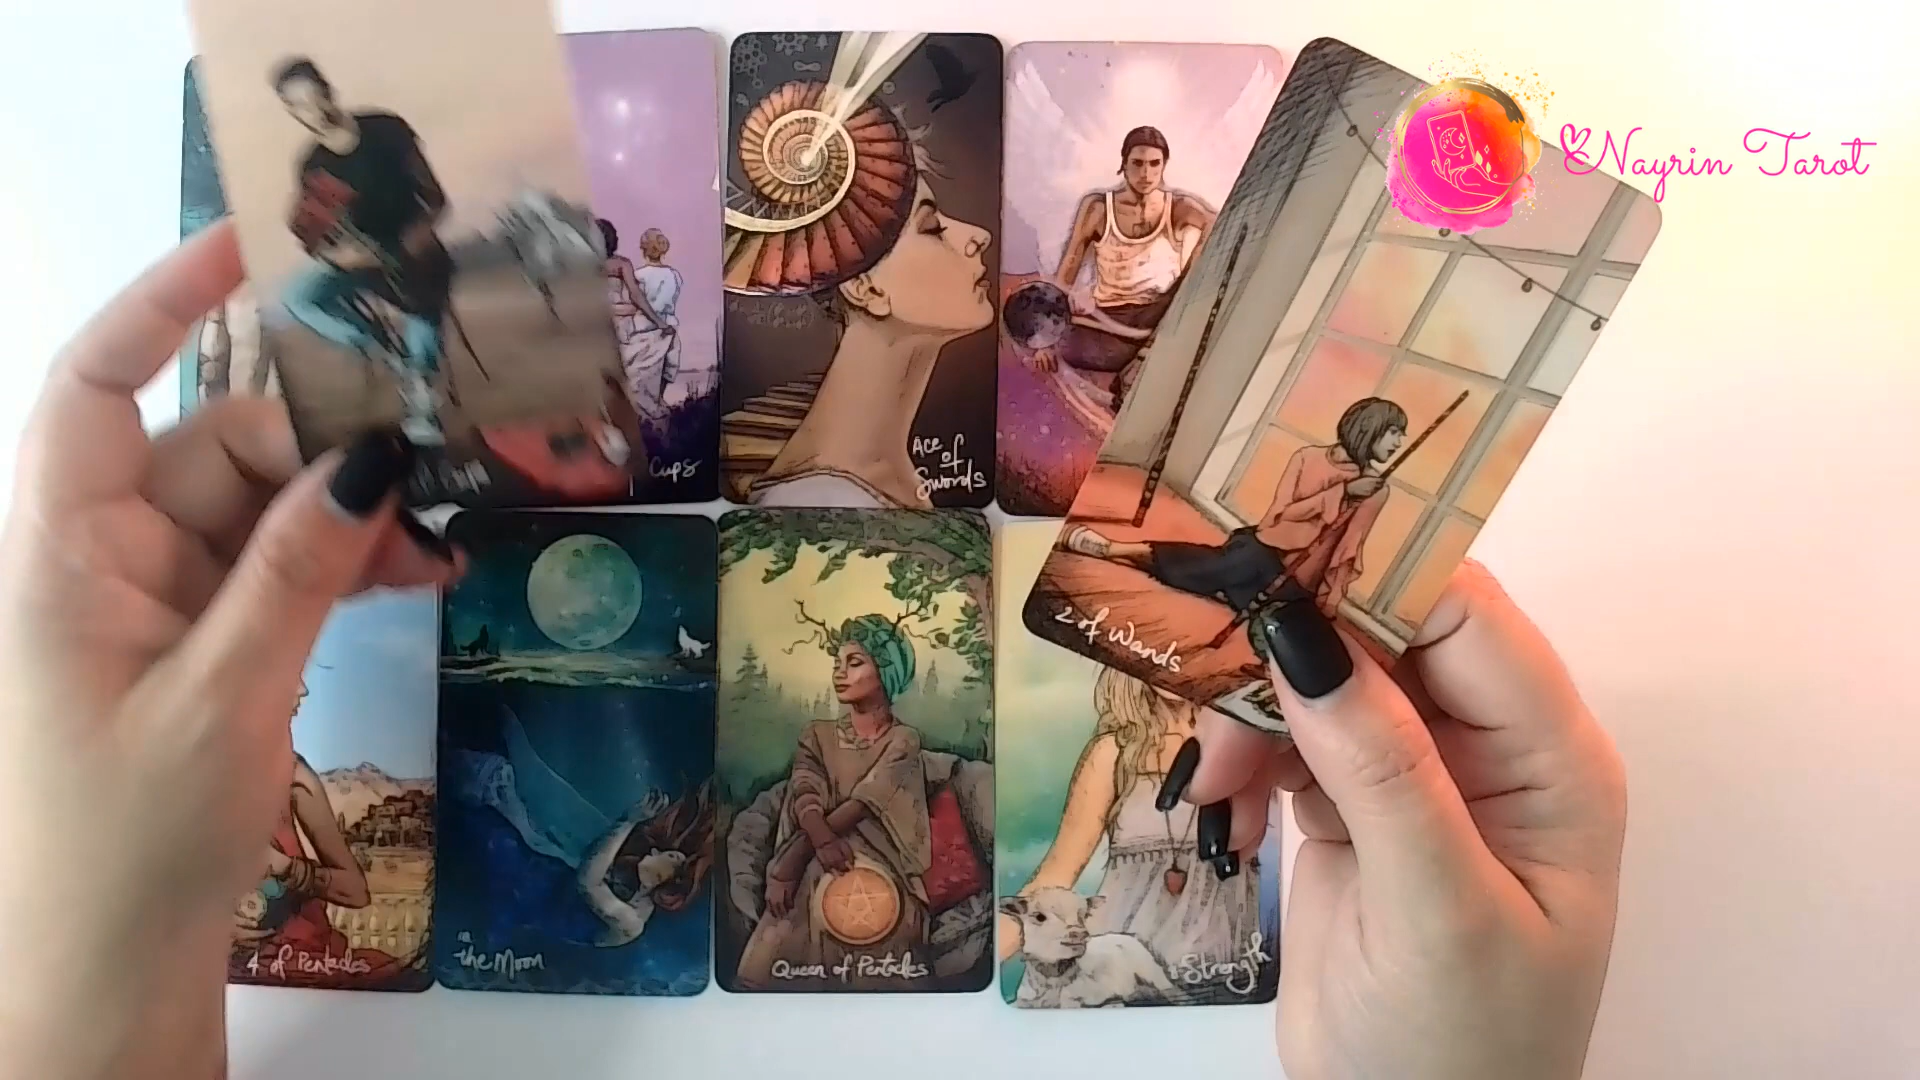 Nayrin Tarot
Cups
Ace
of
Swords
2 of Wands
4 of Pentacles
the Moon
Queen of Pentacles
Strength